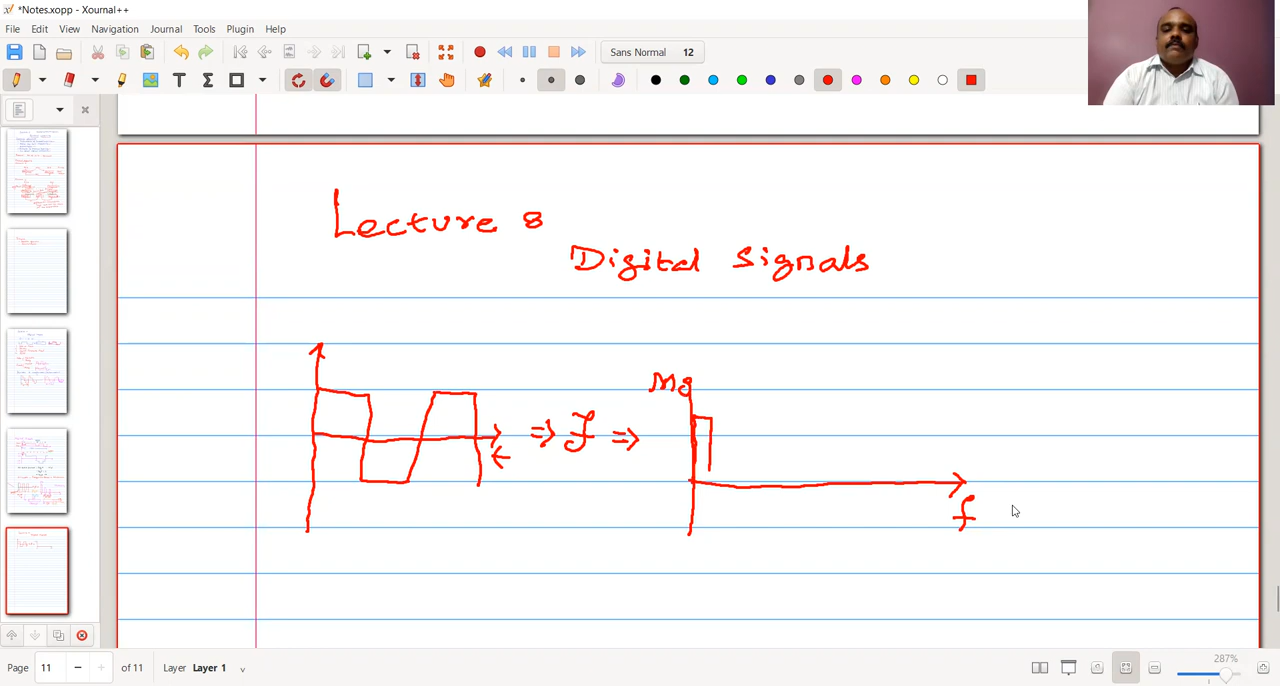 *Notes.xopp - Xournal++
File Edit View Navigation Journal Tools Plugin Help
Sans Normal 12
Lecture 8
Digital Signals
Mg
⇒ ℱ ⇒
f
Page 11 of 11 Layer Layer 1 287%